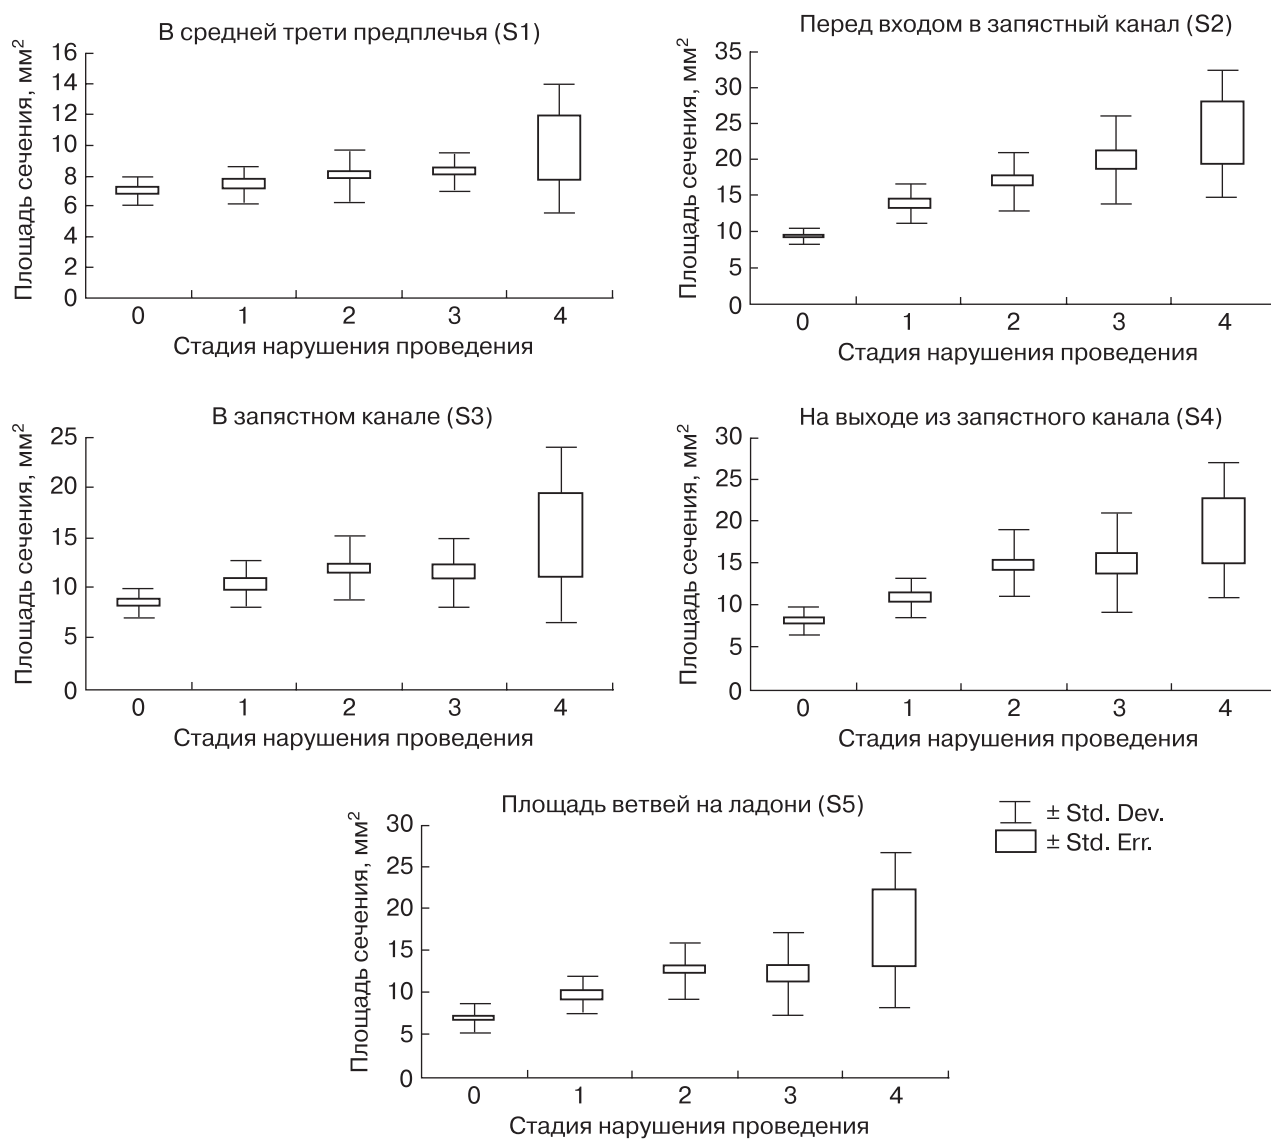 В средней трети предплечья (S1)
Площадь сечения, мм²
16
14
12
10
8
6
4
2
0
0 1 2 3 4
Стадия нарушения проведения
Перед входом в запястный канал (S2)
Площадь сечения, мм²
35
30
25
20
15
10
5
0
0 1 2 3 4
Стадия нарушения проведения
В запястном канале (S3)
Площадь сечения, мм²
25
20
15
10
5
0
0 1 2 3 4
Стадия нарушения проведения
На выходе из запястного канала (S4)
Площадь сечения, мм²
30
25
20
15
10
5
0
0 1 2 3 4
Стадия нарушения проведения
Площадь ветвей на ладони (S5)
Площадь сечения, мм²
30
25
20
15
10
5
0
0 1 2 3 4
Стадия нарушения проведения
± Std. Dev.
± Std. Err.